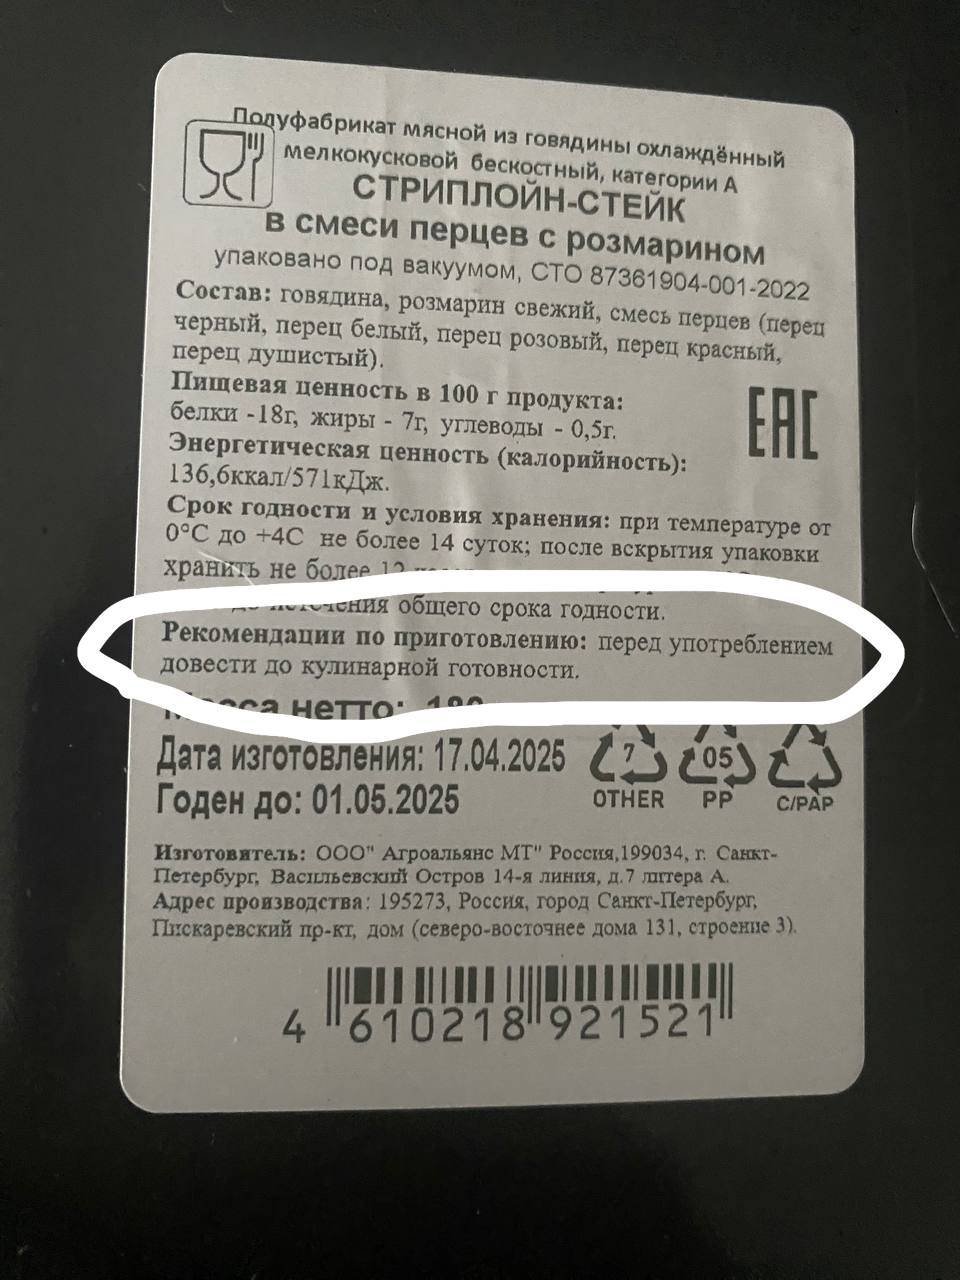 Полуфабрикат мясной из говядины охлаждённый
мелкокусковой бескостный, категории А
СТРИПЛОЙН-СТЕЙК
в смеси перцев с розмарином
упаковано под вакуумом, СТО 87361904-001-2022
Состав: говядина, розмарин свежий, смесь перцев (перец
черный, перец белый, перец розовый, перец красный,
перец душистый).
Пищевая ценность в 100 г продукта:
белки -18г, жиры - 7г, углеводы - 0,5г.
EAC
Энергетическая ценность (калорийность):
136,6ккал/571кДж.
Срок годности и условия хранения: при температуре от
0°С до +4С не более 14 суток; после вскрытия упаковки
хранить не более 12
до истечения общего срока годности.
Рекомендации по приготовлению: перед употреблением
довести до кулинарной готовности.
Масса нетто:
Дата изготовления: 17.04.2025
Годен до: 01.05.2025
7 05
OTHER PP C/PAP
Изготовитель: ООО" Агроальянс МТ" Россия,199034, г. Санкт-
Петербург, Васильевский Остров 14-я линия, д.7 литера А.
Адрес производства: 195273, Россия, город Санкт-Петербург,
Пискаревский пр-кт, дом (северо-восточнее дома 131, строение 3).
4 610218 921521